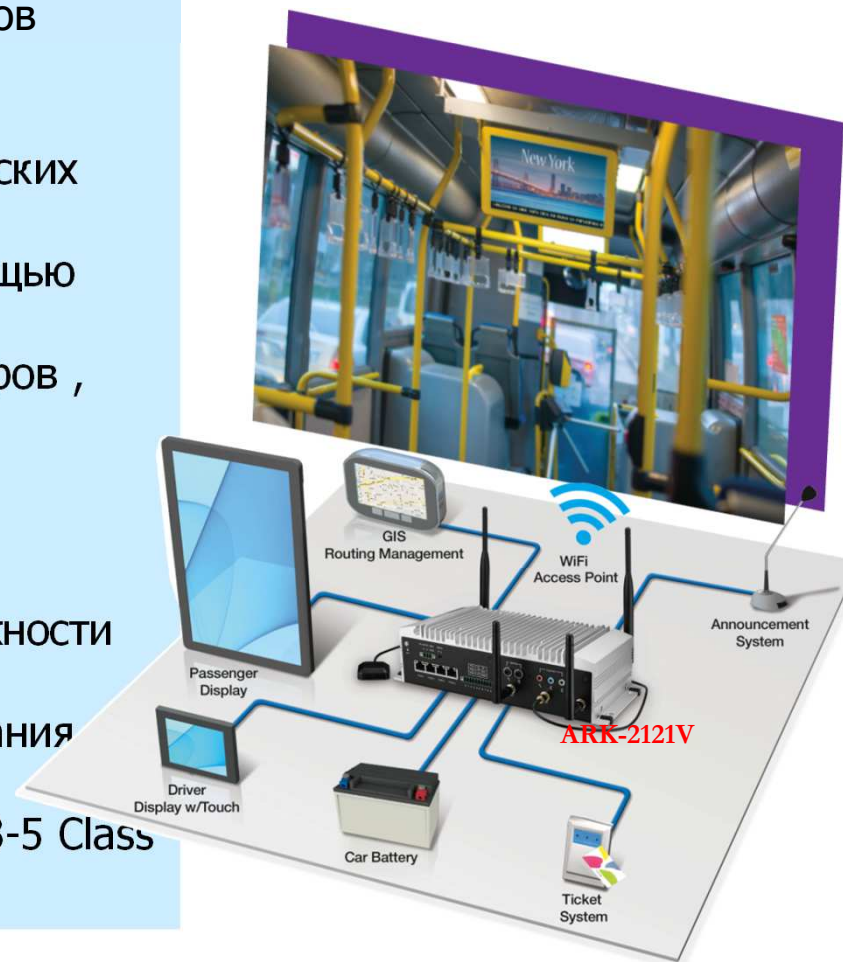 ов
ских
щью
ров ,
жности
ания
3-5 Class
New York
GIS
Routing Management
WiFi
Access Point
Announcement
System
Passenger
Display
ARK-2121V
Driver
Display w/Touch
Car Battery
Ticket
System